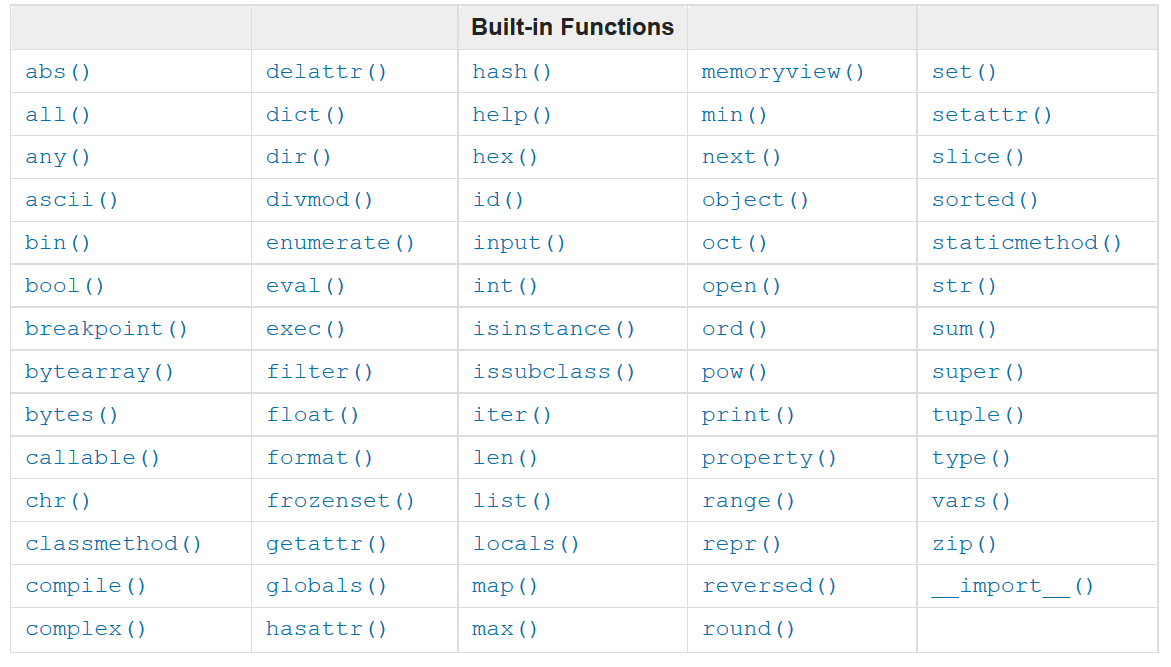 Built-in Functions
abs() delattr() hash() memoryview() set()
all() dict() help() min() setattr()
any() dir() hex() next() slice()
ascii() divmod() id() object() sorted()
bin() enumerate() input() oct() staticmethod()
bool() eval() int() open() str()
breakpoint() exec() isinstance() ord() sum()
bytearray() filter() issubclass() pow() super()
bytes() float() iter() print() tuple()
callable() format() len() property() type()
chr() frozenset() list() range() vars()
classmethod() getattr() locals() repr() zip()
compile() globals() map() reversed() __import__()
complex() hasattr() max() round()